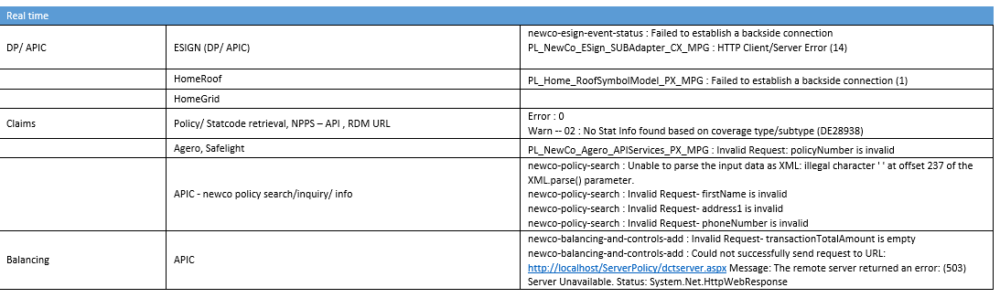 Real time
DP/ APIC
ESIGN (DP/ APIC)
newco-esign-event-status : Failed to establish a backside connection
PL_NewCo_ESign_SUBAdapter_CX_MPG : HTTP Client/Server Error (14)
HomeRoof
PL_Home_RoofSymbolModel_PX_MPG : Failed to establish a backside connection (1)
HomeGrid
Claims
Policy/ Statcode retrieval, NPPS – API , RDM URL
Error : 0
Warn -- 02 : No Stat Info found based on coverage type/subtype (DE28938)
Agero, Safelight
PL_NewCo_Agero_APIServices_PX_MPG : Invalid Request: policyNumber is invalid
APIC - newco policy search/inquiry/ info
newco-policy-search : Unable to parse the input data as XML: illegal character ' ' at offset 237 of the
XML.parse() parameter.
newco-policy-search : Invalid Request- firstName is invalid
newco-policy-search : Invalid Request- address1 is invalid
newco-policy-search : Invalid Request- phoneNumber is invalid
Balancing
APIC
newco-balancing-and-controls-add : Invalid Request- transactionTotalAmount is empty
newco-balancing-and-controls-add : Could not successfully send request to URL:
http://localhost/ServerPolicy/dctserver.aspx Message: The remote server returned an error: (503)
Server Unavailable. Status: System.Net.HttpWebResponse